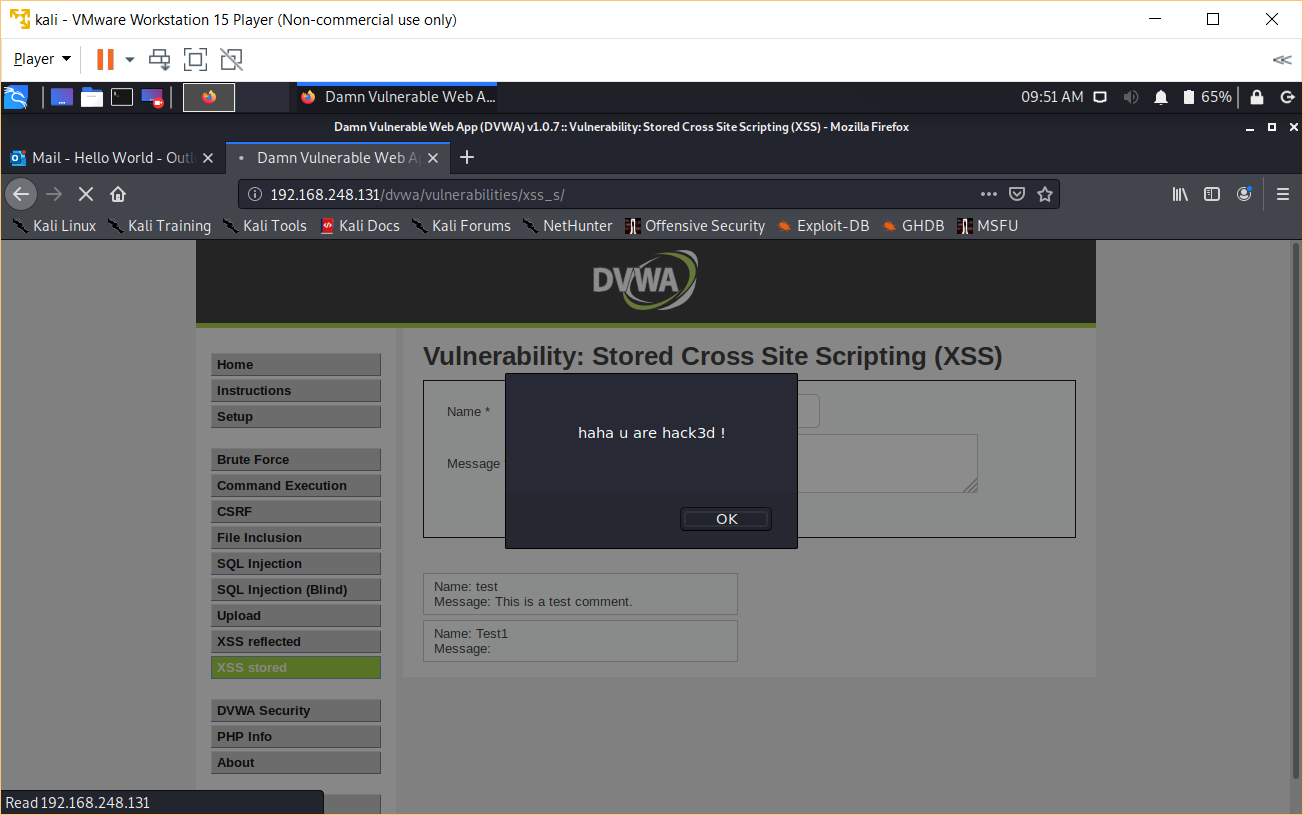 kali - VMware Workstation 15 Player (Non-commercial use only)
Player
Damn Vulnerable Web A... 09:51 AM 65%
Damn Vulnerable Web App (DVWA) v1.0.7 :: Vulnerability: Stored Cross Site Scripting (XSS) - Mozilla Firefox
Mail - Hello World - Outl Damn Vulnerable Web Ap
192.168.248.131/dvwa/vulnerabilities/xss_s/
Kali Linux Kali Training Kali Tools Kali Docs Kali Forums NetHunter Offensive Security Exploit-DB GHDB MSFU
DVWA
Home
Instructions
Setup
Brute Force
Command Execution
CSRF
File Inclusion
SQL Injection
SQL Injection (Blind)
Upload
XSS reflected
XSS stored
DVWA Security
PHP Info
About
Vulnerability: Stored Cross Site Scripting (XSS)
Name *
Message
haha u are hack3d !
OK
Name: test
Message: This is a test comment.
Name: Test1
Message:
Read 192.168.248.131